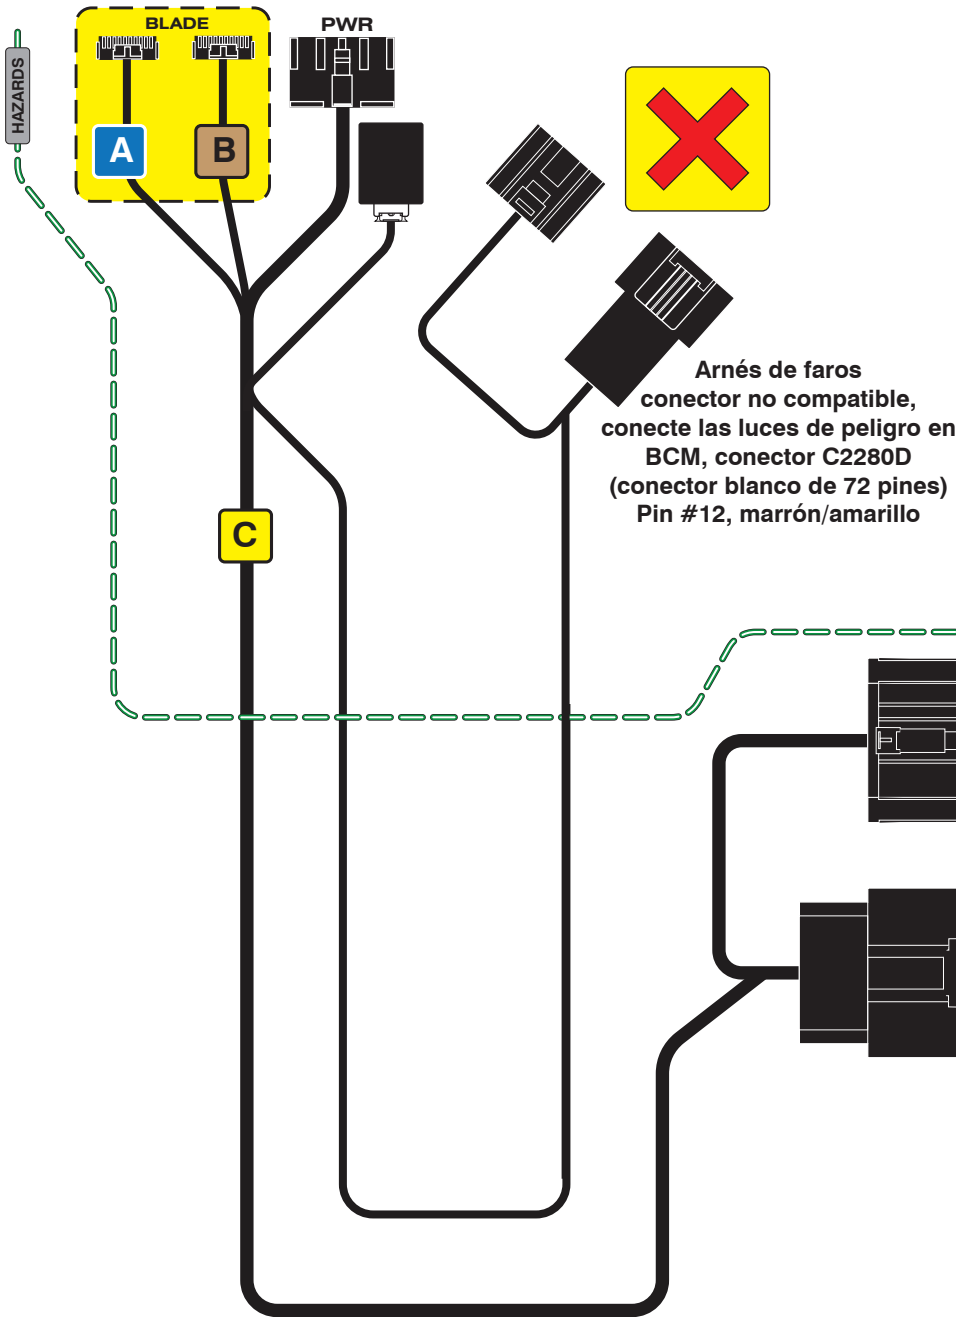 BLADE
PWR
HAZARDS
A
B
Arnés de faros
conector no compatible,
conecte las luces de peligro en
BCM, conector C2280D
(conector blanco de 72 pines)
Pin #12, marrón/amarillo
C